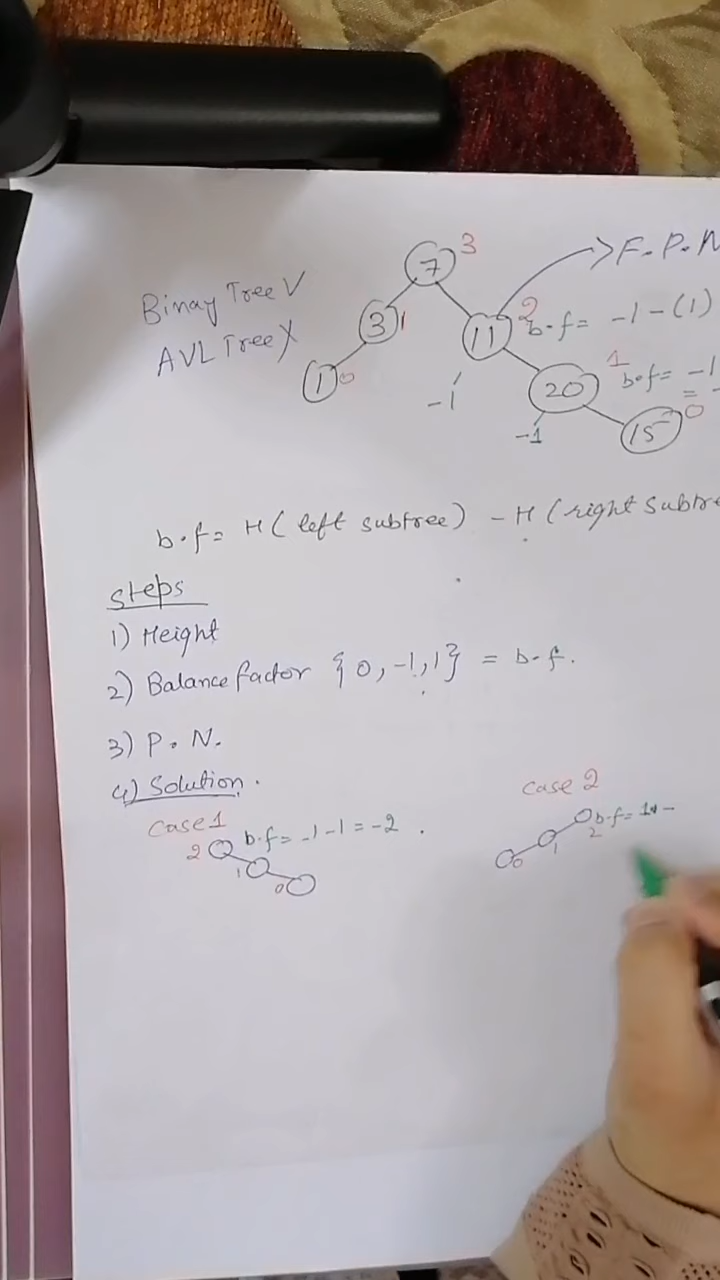 7 3
F.P.N
Binay Tree V
3 1
11 2 b.f = -1 - (1)
AVL Tree X
1 0
20 1 b.f = -1
=
-1
-1
15 0
b.f = H ( left subtree) - H (right Subtre
Steps
1) Height
2) Balance factor {0, -1, 1} = b.f.
3) P. N.
4) Solution.
Case 1
2 b.f = -1 - 1 = -2 .
1
0
Case 2
b.f = 1 -
2
1
0